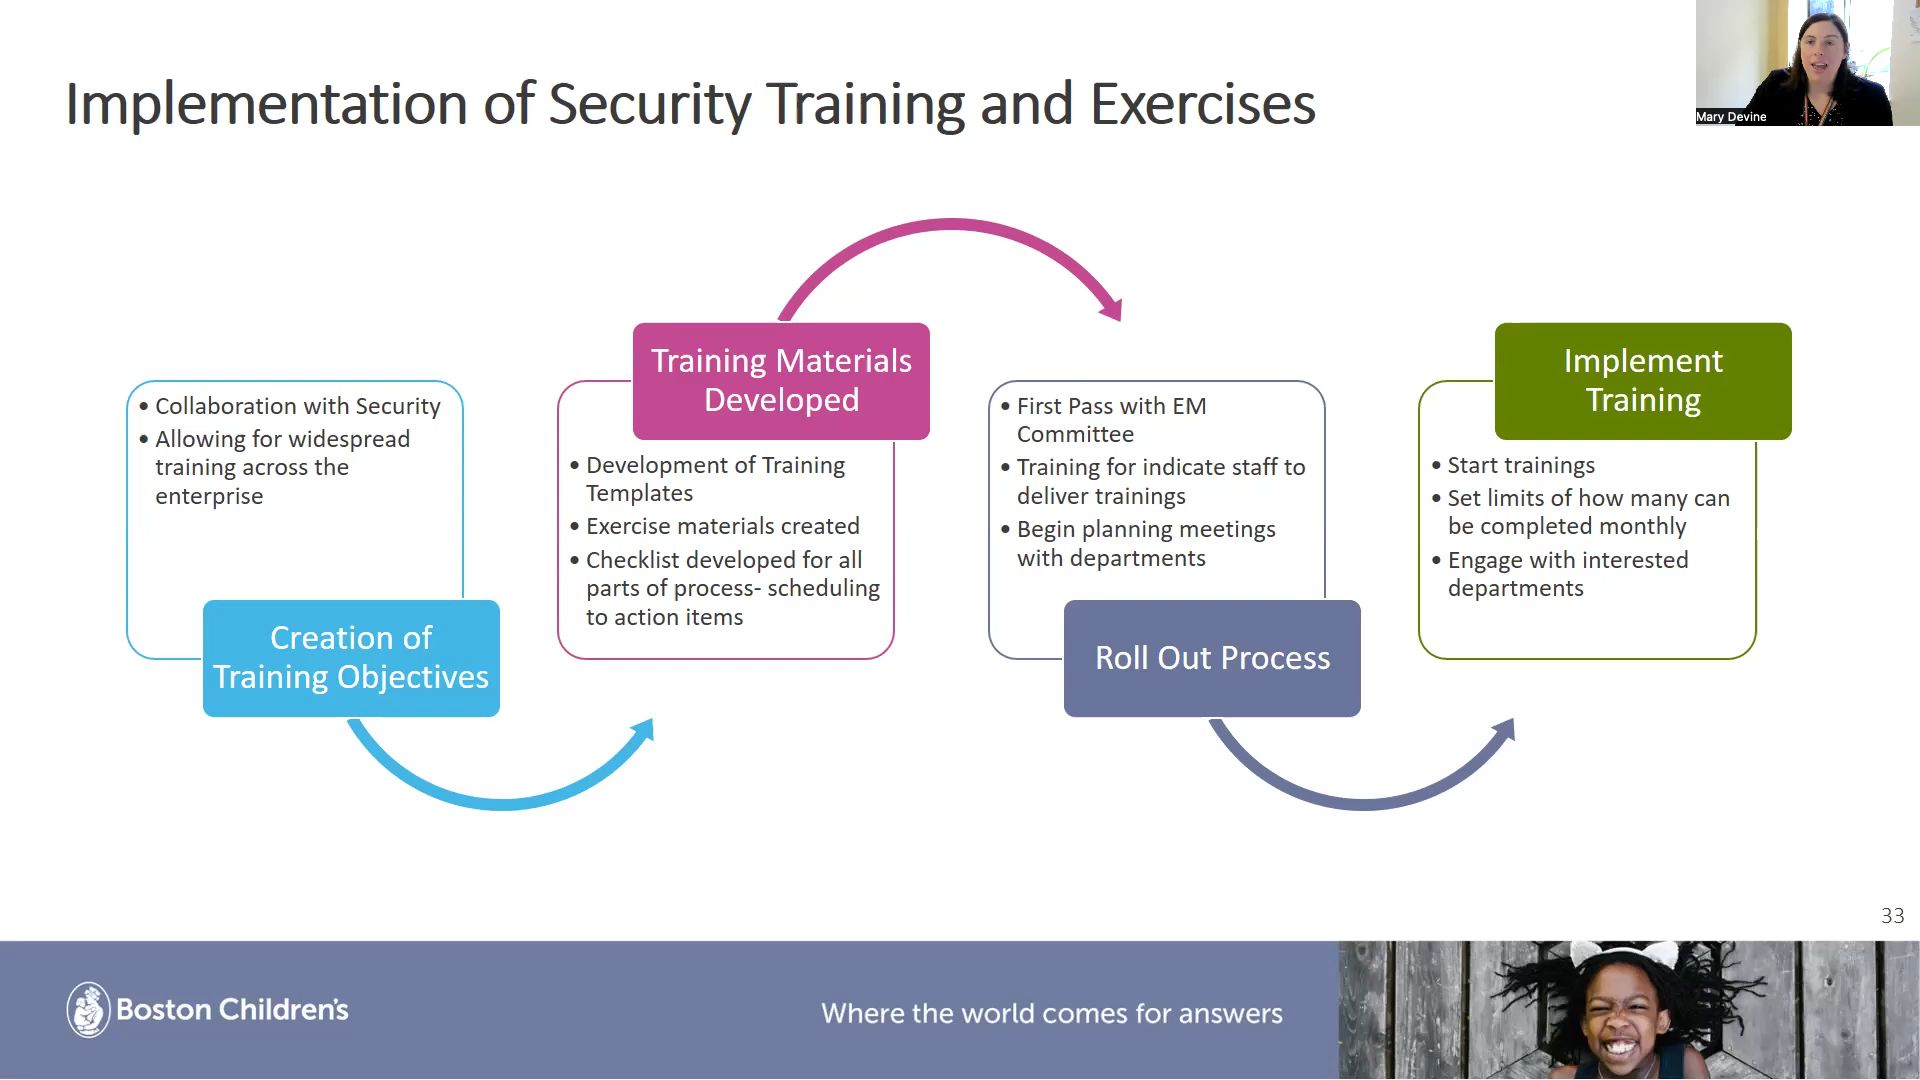 Implementation of Security Training and Exercises
Mary Devine
• Collaboration with Security
• Allowing for widespread
training across the
enterprise
Creation of
Training Objectives
Training Materials
Developed
• Development of Training
Templates
• Exercise materials created
• Checklist developed for all
parts of process- scheduling
to action items
• First Pass with EM
Committee
• Training for indicate staff to
deliver trainings
• Begin planning meetings
with departments
Roll Out Process
Implement
Training
• Start trainings
• Set limits of how many can
be completed monthly
• Engage with interested
departments
33
Boston Children's
Where the world comes for answers